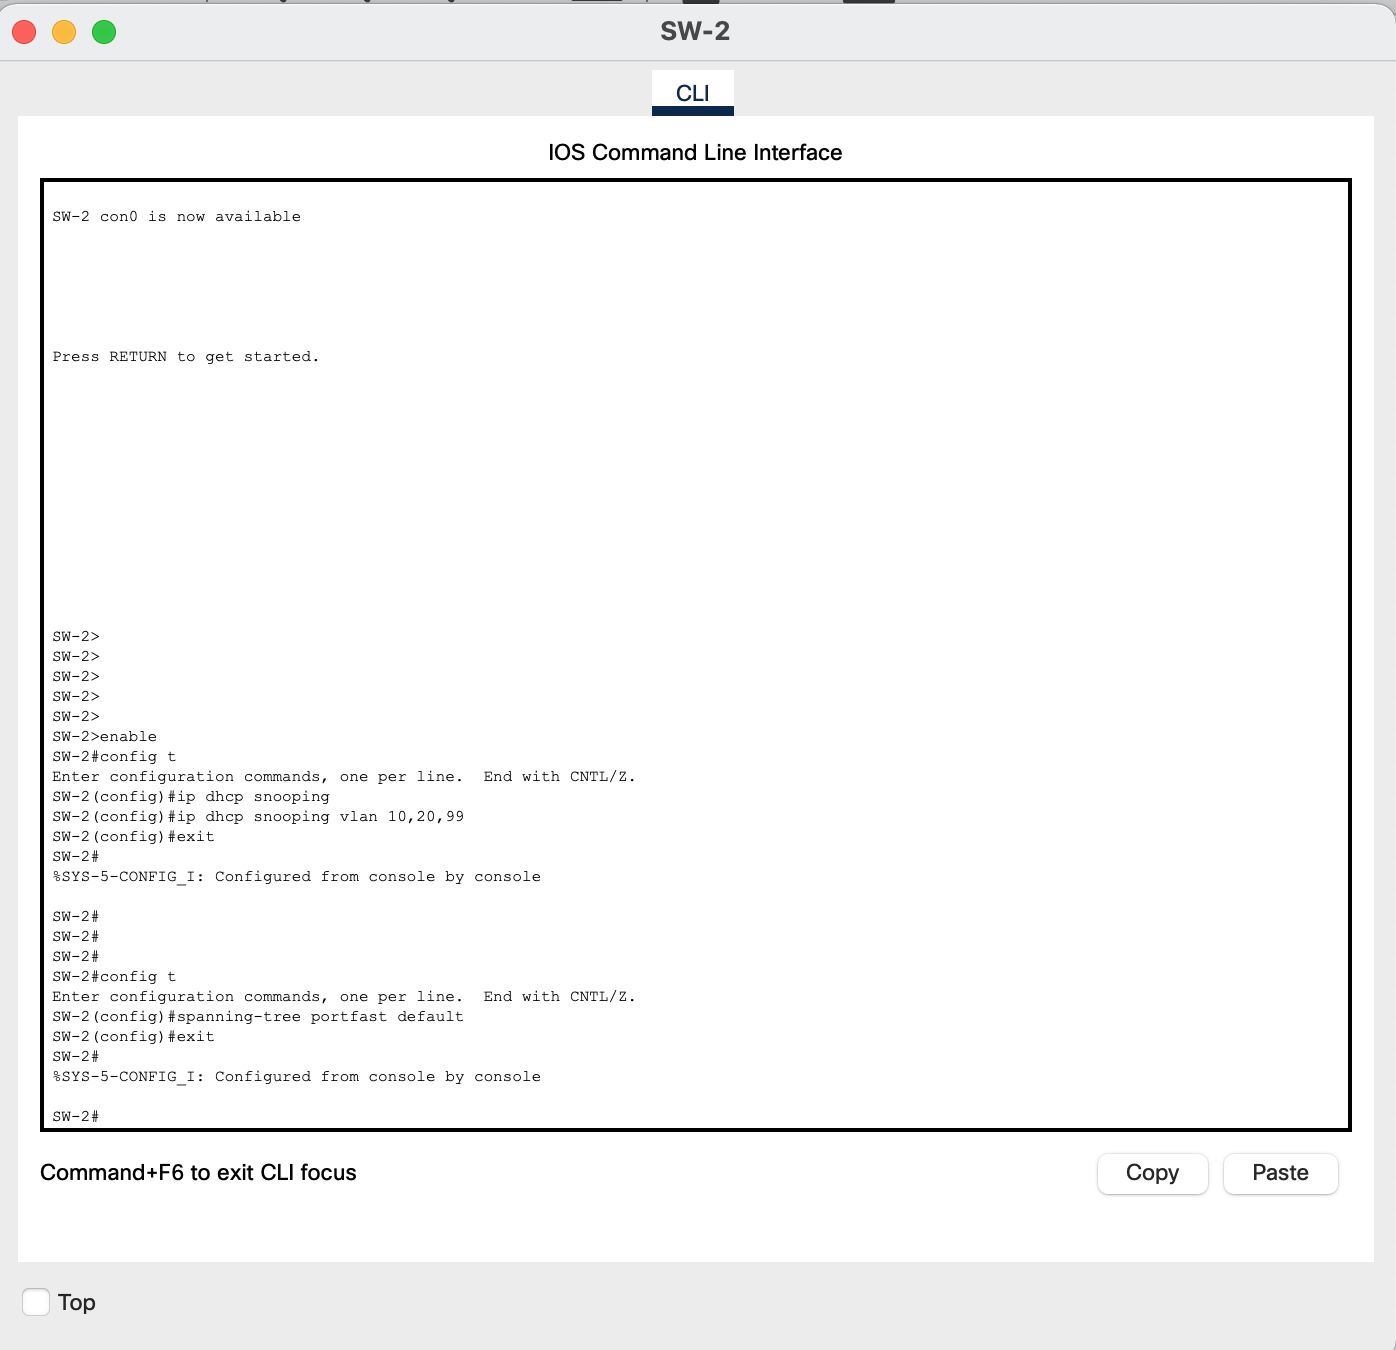 SW-2
CLI
IOS Command Line Interface
SW-2 con0 is now available
Press RETURN to get started.
SW-2>
SW-2>
SW-2>
SW-2>
SW-2>
SW-2>enable
SW-2#config t
Enter configuration commands, one per line.  End with CNTL/Z.
SW-2(config)#ip dhcp snooping
SW-2(config)#ip dhcp snooping vlan 10,20,99
SW-2(config)#exit
SW-2#
%SYS-5-CONFIG_I: Configured from console by console
SW-2#
SW-2#
SW-2#
SW-2#config t
Enter configuration commands, one per line.  End with CNTL/Z.
SW-2(config)#spanning-tree portfast default
SW-2(config)#exit
SW-2#
%SYS-5-CONFIG_I: Configured from console by console
SW-2#
Command+F6 to exit CLI focus
Copy
Paste
Top